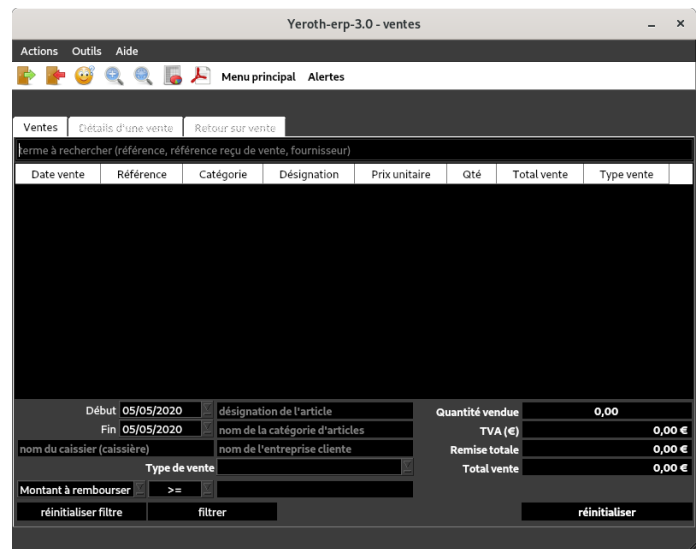 Yeroth-erp-3.0 - ventes
Actions Outils Aide
Menu principal Alertes
Ventes Détails d'une vente Retour sur vente
terme à rechercher (référence, référence reçu de vente, fournisseur)
Date vente Référence Catégorie Désignation Prix unitaire Qté Total vente Type vente
Début 05/05/2020 désignation de l'article Quantité vendue 0,00
Fin 05/05/2020 nom de la catégorie d'articles TVA (€) 0,00 €
nom du caissier (caissière) nom de l'entreprise cliente Remise totale 0,00 €
Type de vente Total vente 0,00 €
Montant à rembourser >=
réinitialiser filtre filtrer réinitialiser